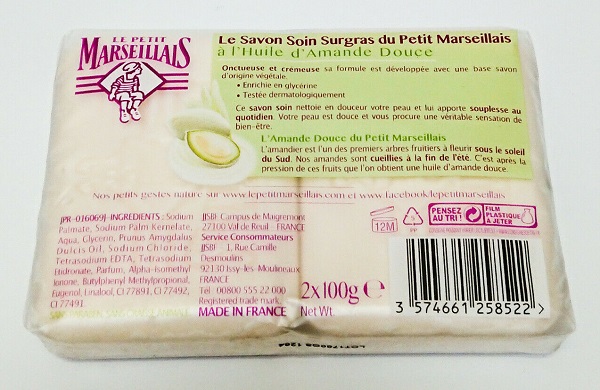 LE PETIT
MARSEILLAIS
Le Savon Soin Surgras du Petit Marseillais
à l'Huile d'Amande Douce
Onctueuse et crémeuse sa formule est développée avec une base savon
d'origine végétale.
• Enrichie en glycérine
• Testée dermatologiquement
Ce savon soin nettoie en douceur votre peau et lui apporte souplesse au
quotidien. Votre peau est douce et vous procure une véritable sensation de
bien-être.
L'Amande Douce du Petit Marseillais
L'amandier est l'un des premiers arbres fruitiers à fleurir sous le soleil
du Sud. Nos amandes sont cueillies à la fin de l'été. C'est après la
pression de ces fruits que l'on obtient une huile d'amande douce.
Nos petits gestes nature sur www.lepetitmarseillais.com et www.facebook/lepetitmarseillais
[PR-016069]-INGREDIENTS: Sodium
Palmate, Sodium Palm Kernelate,
Aqua, Glycerin, Prunus Amygdalus
Dulcis Oil, Sodium Chloride,
Tetrasodium EDTA, Tetrasodium
Etidronate, Parfum, Alpha-Isomethyl
Ionone, Butylphenyl Methylpropional,
Eugenol, Linalool, CI 77891, CI 77492,
CI 77491.
SANS PARABEN, SANS
JJSBF Campus de Maigremont
27100 Val de Reuil FRANCE
Service Consommateurs
JJSBF 1, Rue Camille
Desmoulins
92130 Issy-les-Moulineaux
FRANCE
Tél. 00800 555 22 000
Registered trade mark.
MADE IN FRANCE
2x100g e
Net Wt.
12M
5
PP
PENSEZ
AU TRI !
FILM
PLASTIQUE
À JETER
3 574661 258522 >